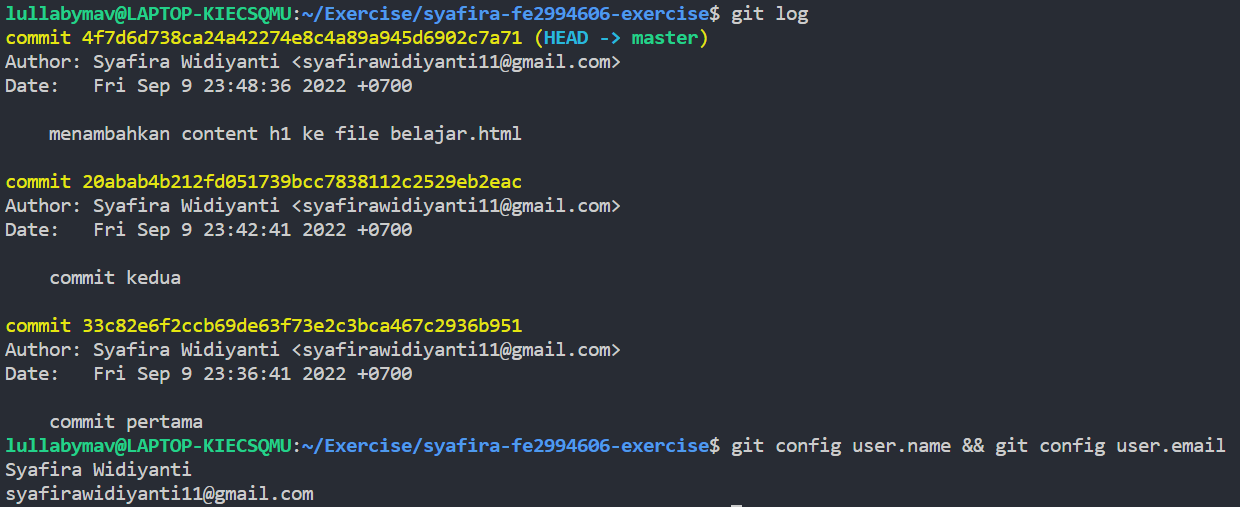 lullabymav@LAPTOP-KIECSQMU:~/Exercise/syafira-fe2994606-exercise$ git log
commit 4f7d6d738ca24a42274e8c4a89a945d6902c7a71 (HEAD -> master)
Author: Syafira Widiyanti <syafirawidiyanti11@gmail.com>
Date:   Fri Sep 9 23:48:36 2022 +0700
    menambahkan content h1 ke file belajar.html
commit 20abab4b212fd051739bcc7838112c2529eb2eac
Author: Syafira Widiyanti <syafirawidiyanti11@gmail.com>
Date:   Fri Sep 9 23:42:41 2022 +0700
    commit kedua
commit 33c82e6f2ccb69de63f73e2c3bca467c2936b951
Author: Syafira Widiyanti <syafirawidiyanti11@gmail.com>
Date:   Fri Sep 9 23:36:41 2022 +0700
    commit pertama
lullabymav@LAPTOP-KIECSQMU:~/Exercise/syafira-fe2994606-exercise$ git config user.name && git config user.email
Syafira Widiyanti
syafirawidiyanti11@gmail.com